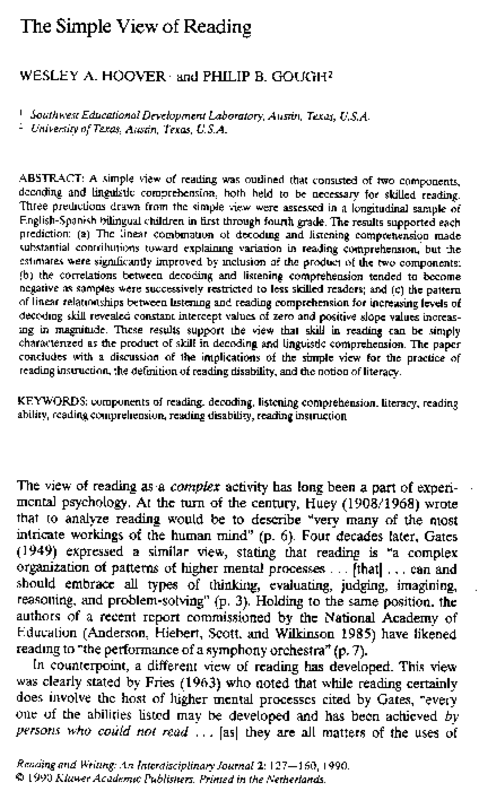 The Simple View of Reading
WESLEY A. HOOVER¹ and PHILIP B. GOUGH²
¹ Southwest Educational Development Laboratory, Austin, Texas, U.S.A.
² University of Texas, Austin, Texas, U.S.A.
ABSTRACT: A simple view of reading was outlined that consisted of two components,
decoding and linguistic comprehension, both held to be necessary for skilled reading.
Three predictions drawn from the simple view were assessed in a longitudinal sample of
English-Spanish bilingual children in first through fourth grade. The results supported each
prediction: (a) The linear combination of decoding and listening comprehension made
substantial contributions toward explaining variation in reading comprehension, but the
estimates were significantly improved by inclusion of the product of the two components;
(b) the correlations between decoding and listening comprehension tended to become
negative as samples were successively restricted to less skilled readers; and (c) the pattern
of linear relationships between listening and reading comprehension for increasing levels of
decoding skill revealed constant intercept values of zero and positive slope values increas-
ing in magnitude. These results support the view that skill in reading can be simply
characterized as the product of skill in decoding and linguistic comprehension. The paper
concludes with a discussion of the implications of the simple view for the practice of
reading instruction, the definition of reading disability, and the notion of literacy.
KEYWORDS: components of reading, decoding, listening comprehension, literacy, reading
ability, reading comprehension, reading disability, reading instruction
The view of reading as a complex activity has long been a part of experi-
mental psychology. At the turn of the century, Huey (1908/1968) wrote
that to analyze reading would be to describe "very many of the most
intricate workings of the human mind" (p. 6). Four decades later, Gates
(1949) expressed a similar view, stating that reading is "a complex
organization of patterns of higher mental processes . . . [that] . . . can and
should embrace all types of thinking, evaluating, judging, imagining,
reasoning, and problem-solving" (p. 3). Holding to the same position, the
authors of a recent report commissioned by the National Academy of
Education (Anderson, Hiebert, Scott, and Wilkinson 1985) have likened
reading to "the performance of a symphony orchestra" (p. 7).
In counterpoint, a different view of reading has developed. This view
was clearly stated by Fries (1963) who noted that while reading certainly
does involve the host of higher mental processes cited by Gates, "every
one of the abilities listed may be developed and has been achieved by
persons who could not read . . . [as] they are all matters of the uses of
Reading and Writing: An Interdisciplinary Journal 2: 127—160, 1990.
© 1990 Kluwer Academic Publishers. Printed in the Netherlands.